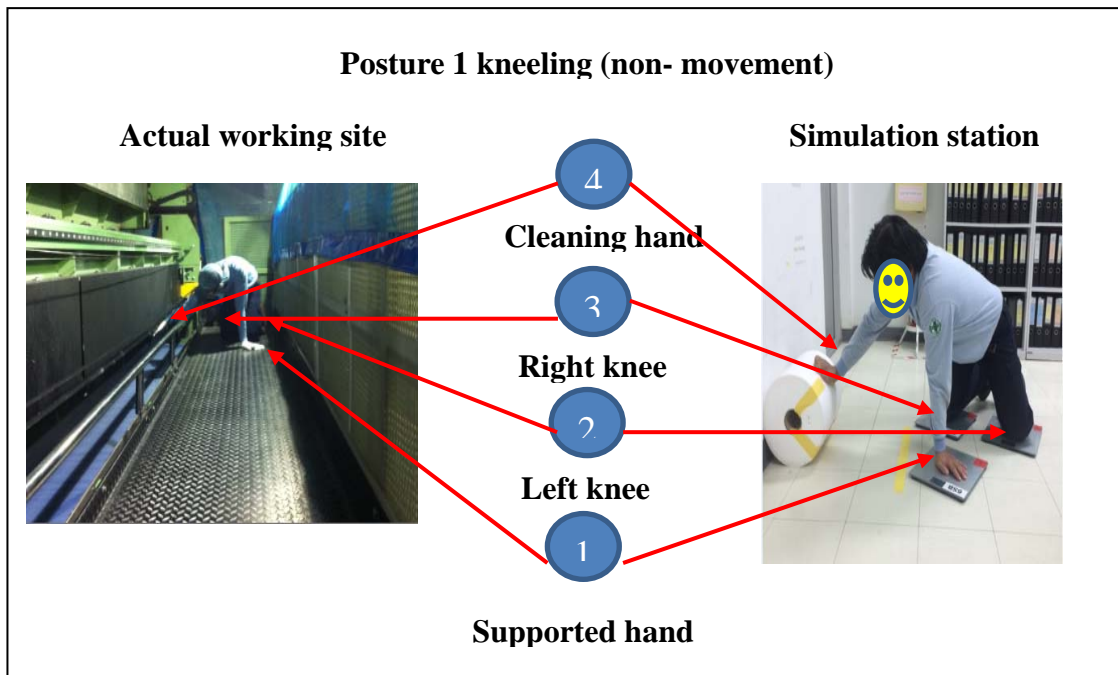 Posture 1 kneeling (non- movement)
Actual working site
Simulation station
4
Cleaning hand
3
Right knee
2
Left knee
1
Supported hand